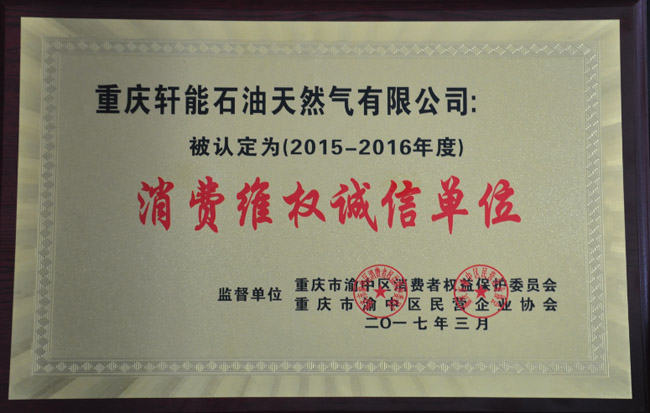 重庆轩能石油天然气有限公司:
被认定为(2015-2016年度)
消费维权诚信单位
监督单位
重庆市渝中区消费者权益保护委员会
重庆市渝中区民营企业协会
二〇一七年三月